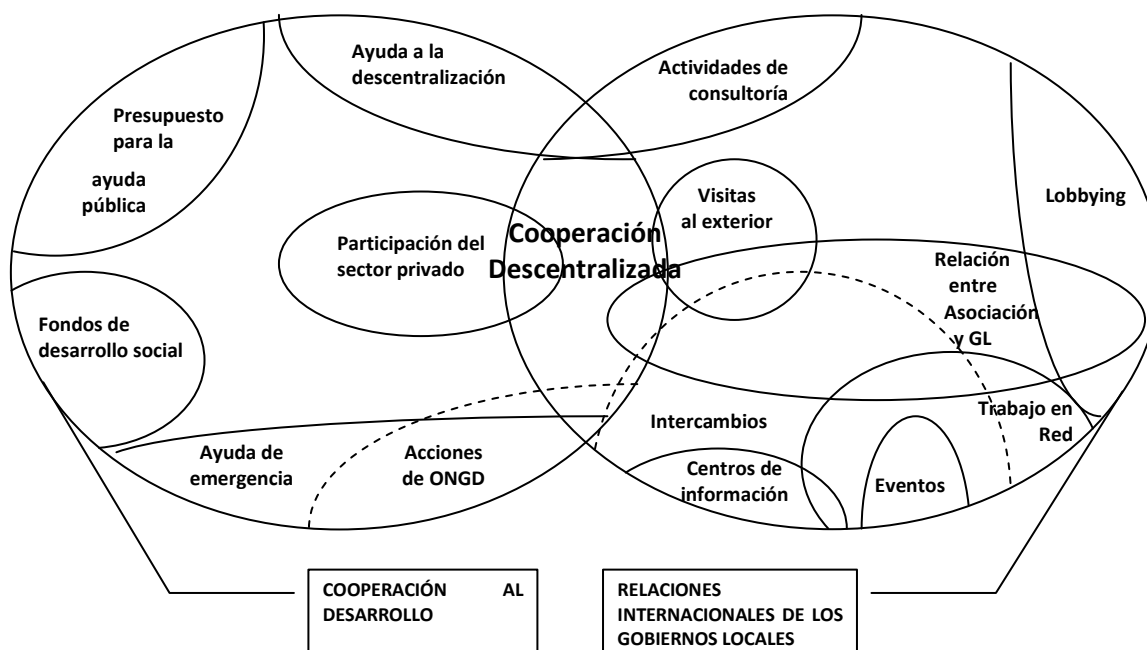 Ayuda a la
descentralización
Actividades de
consultoría
Presupuesto
para la
ayuda
pública
Visitas
al exterior
Lobbying
Participación del
sector privado
Cooperación
Descentralizada
Relación
entre
Asociación
y GL
Fondos de
desarrollo social
Intercambios
Trabajo en
Red
Ayuda de
emergencia
Acciones
de ONGD
Centros de
información
Eventos
COOPERACIÓN AL
DESARROLLO
RELACIONES
INTERNACIONALES DE LOS
GOBIERNOS LOCALES